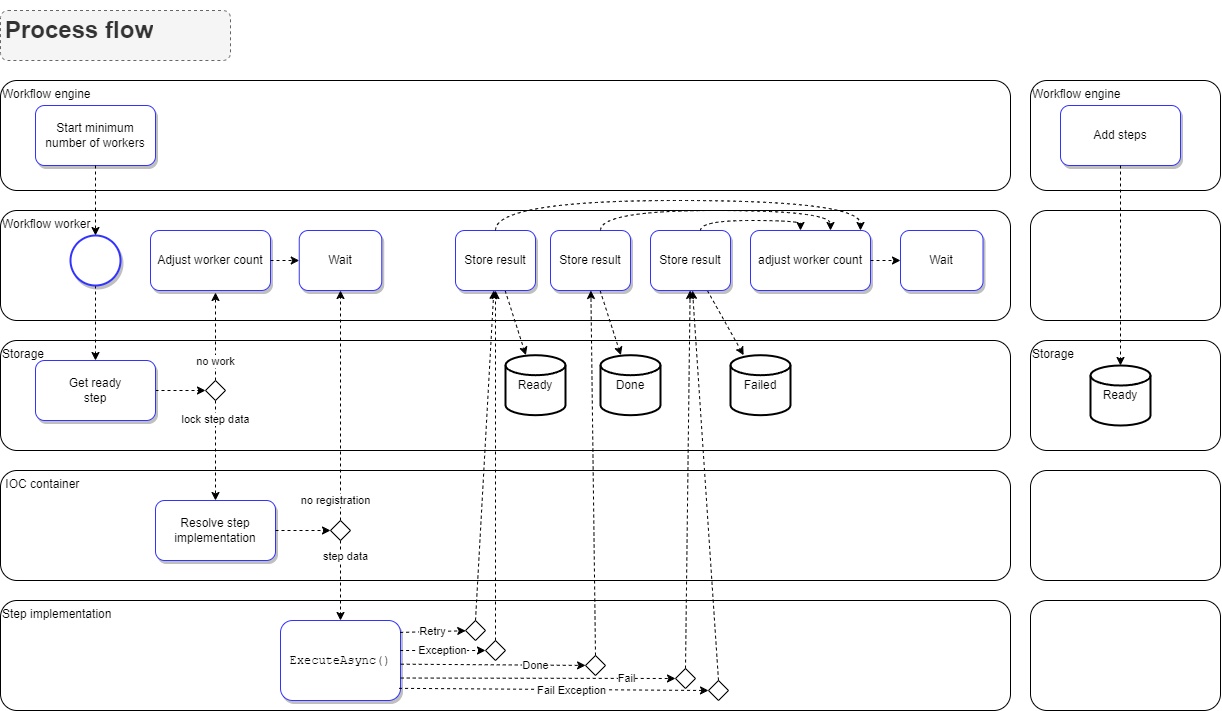 Process flow
Workflow engine
Start minimum
number of workers
Workflow engine
Add steps
Workflow worker
Adjust worker count
Wait
Store result
Store result
Store result
adjust worker count
Wait
Storage
Get ready
step
no work
lock step data
Ready
Done
Failed
Storage
Ready
IOC container
Resolve step
implementation
no registration
step data
Step implementation
ExecuteAsync()
Retry
Exception
Done
Fail
Fail Exception